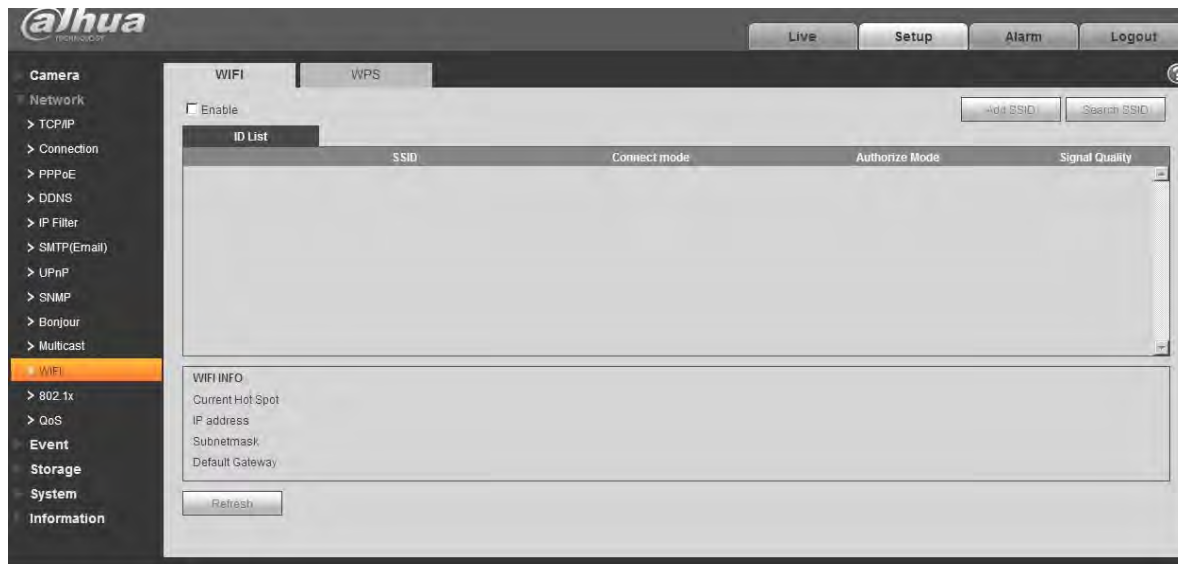 alhua
TECHNOLOGY
Live Setup Alarm Logout
Camera
Network
> TCP/IP
> Connection
> PPPoE
> DDNS
> IP Filter
> SMTP(Email)
> UPnP
> SNMP
> Bonjour
> Multicast
WIFI
> 802.1x
> QoS
Event
Storage
System
Information
WIFI WPS
?
Enable
Add SSID Search SSID
ID List
SSID Connect mode Authorize Mode Signal Quality
WIFI INFO
Current Hot Spot
IP address
Subnetmask
Default Gateway
Refresh